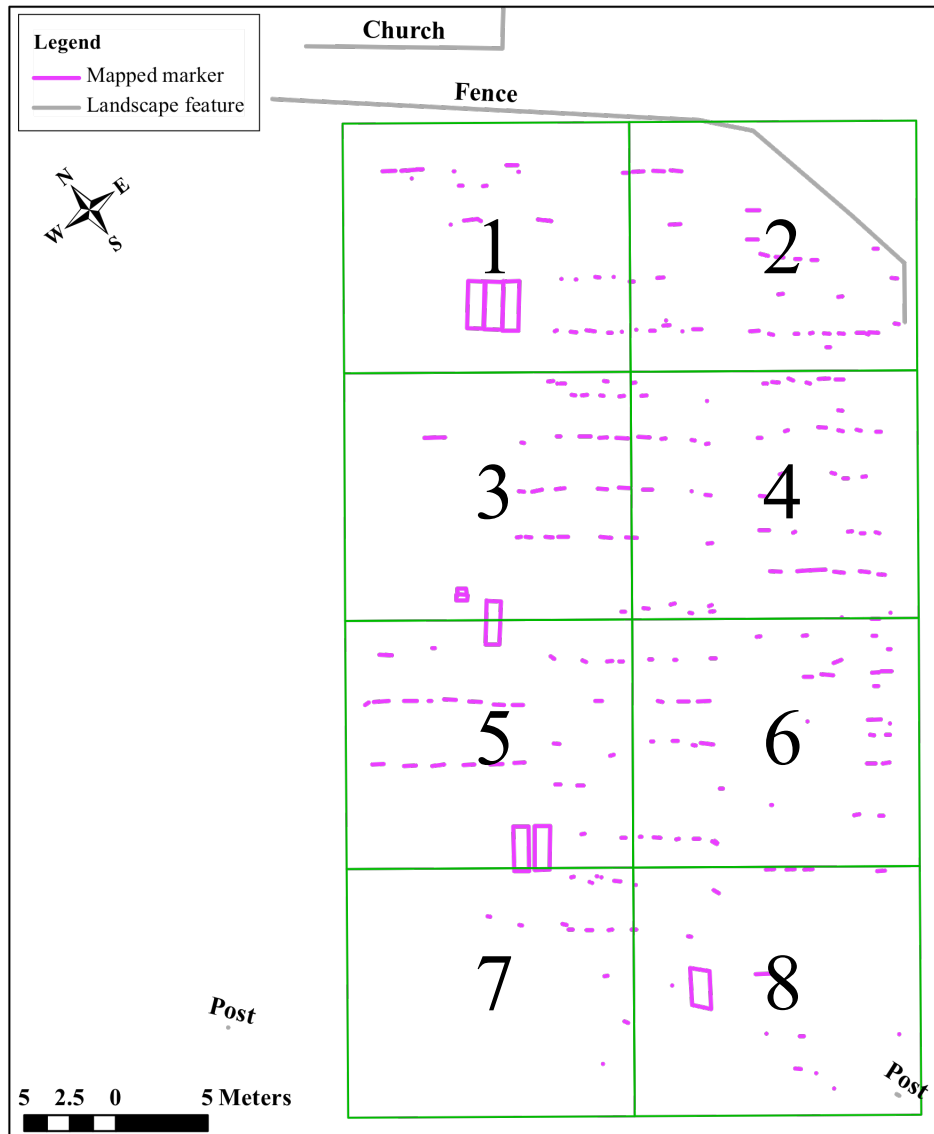 Church
Legend
Mapped marker
Landscape feature
Fence
N
E
W
S
1
2
3
4
5
6
7
8
Post
Post
5 2.5 0 5 Meters